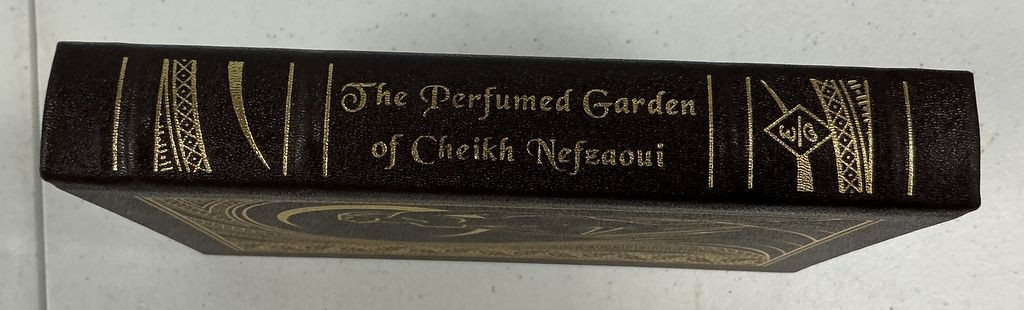 The Perfumed Garden
of Cheikh Nefzaoui